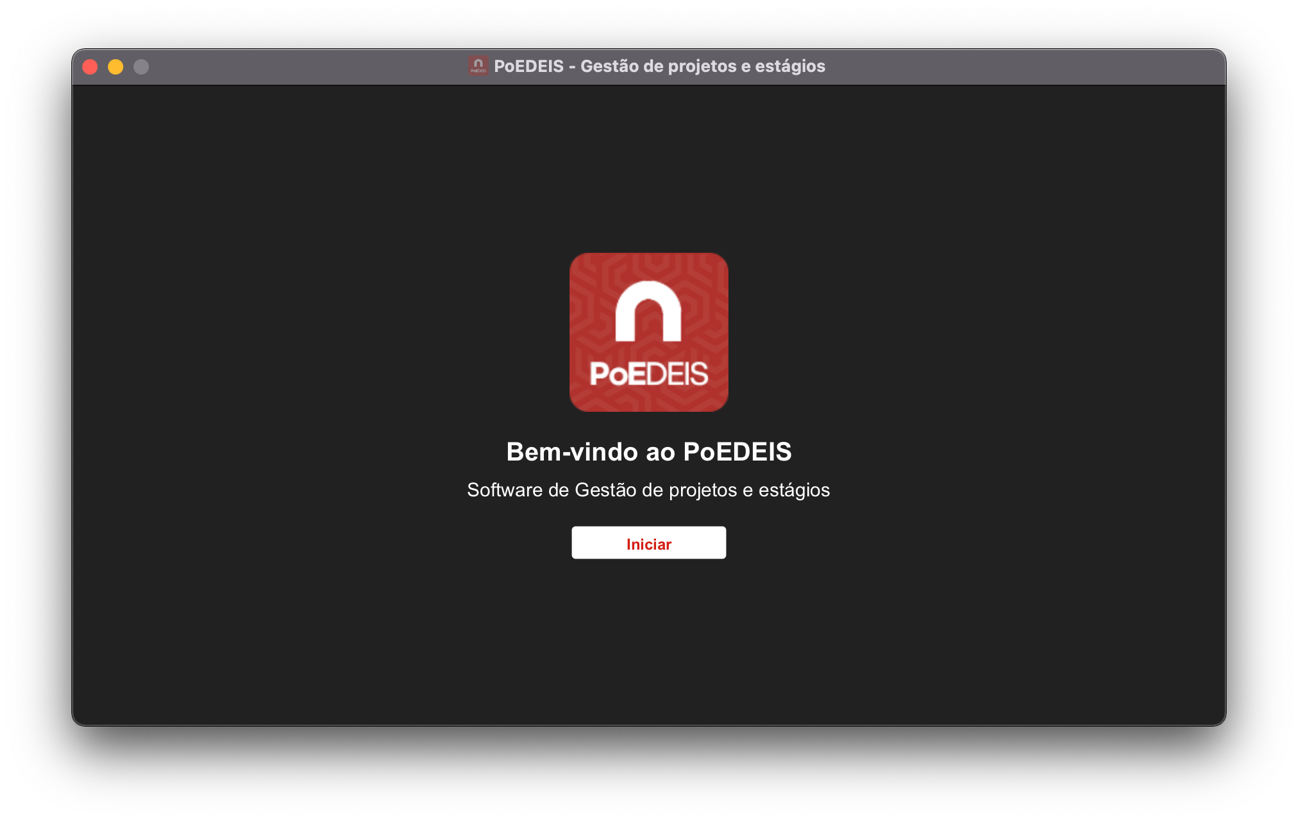 PoEDEIS - Gestão de projetos e estágios
PoEDEIS
Bem-vindo ao PoEDEIS
Software de Gestão de projetos e estágios
Iniciar